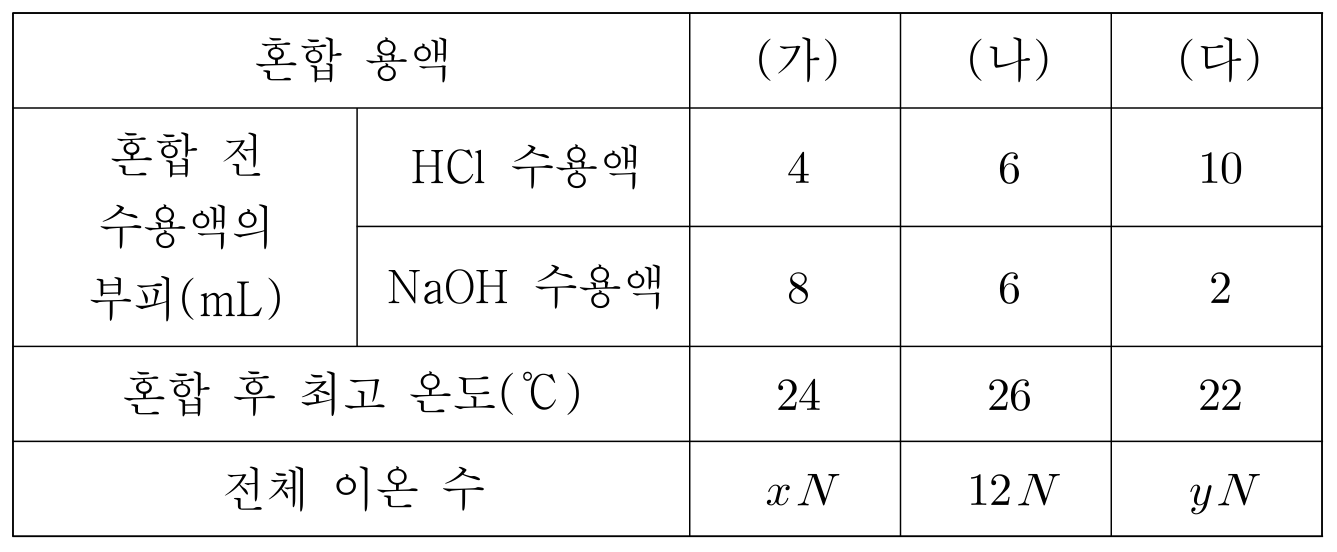 혼합 용액 (가) (나) (다)
혼합 전
수용액의
부피(mL)
HCl 수용액 4 6 10
NaOH 수용액 8 6 2
혼합 후 최고 온도(℃) 24 26 22
전체 이온 수 xN 12N yN